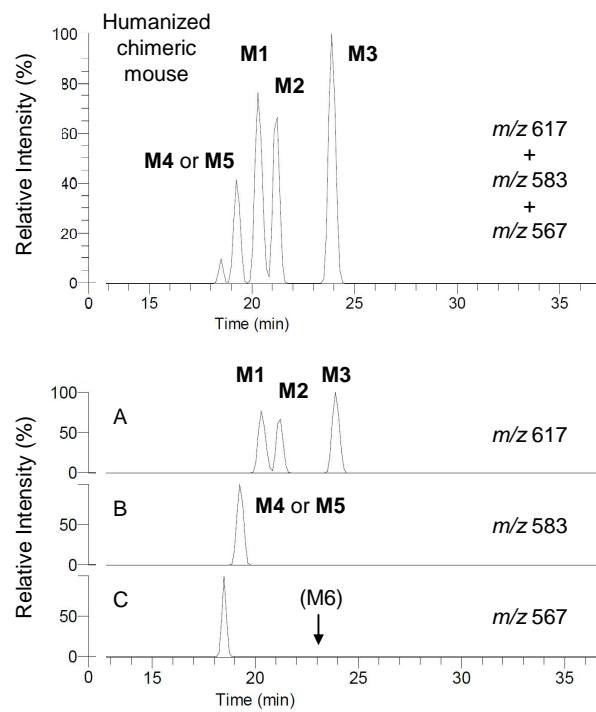 Humanized
chimeric
mouse
M1
M2
M3
M4 or M5
m/z 617
+
m/z 583
+
m/z 567
Relative Intensity (%)
100
80
60
40
20
0
0 15 20 25 30 35
Time (min)
M1
M2
M3
A
m/z 617
100
50
0
B
M4 or M5
m/z 583
100
50
0
C
(M6)
m/z 567
50
0
Relative Intensity (%)
0 15 20 25 30 35
Time (min)